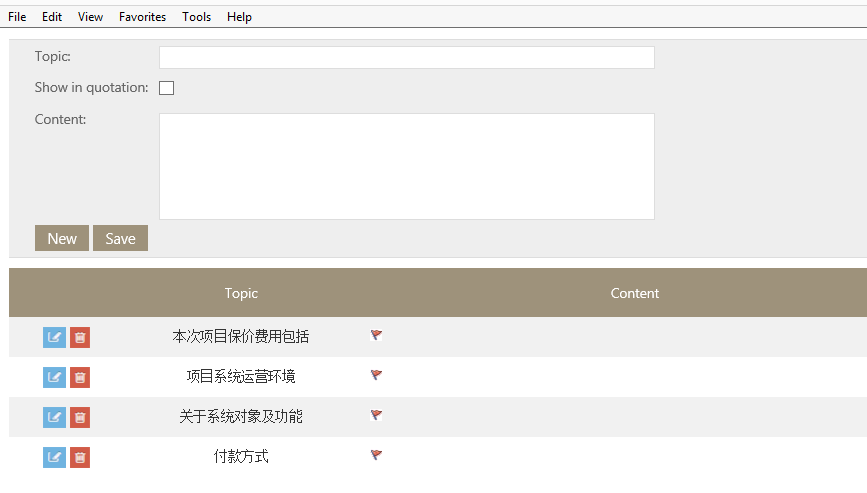 File Edit View Favorites Tools Help
Topic:
Show in quotation:
Content:
New Save
Topic Content
本次项目保价费用包括
项目系统运营环境
关于系统对象及功能
付款方式